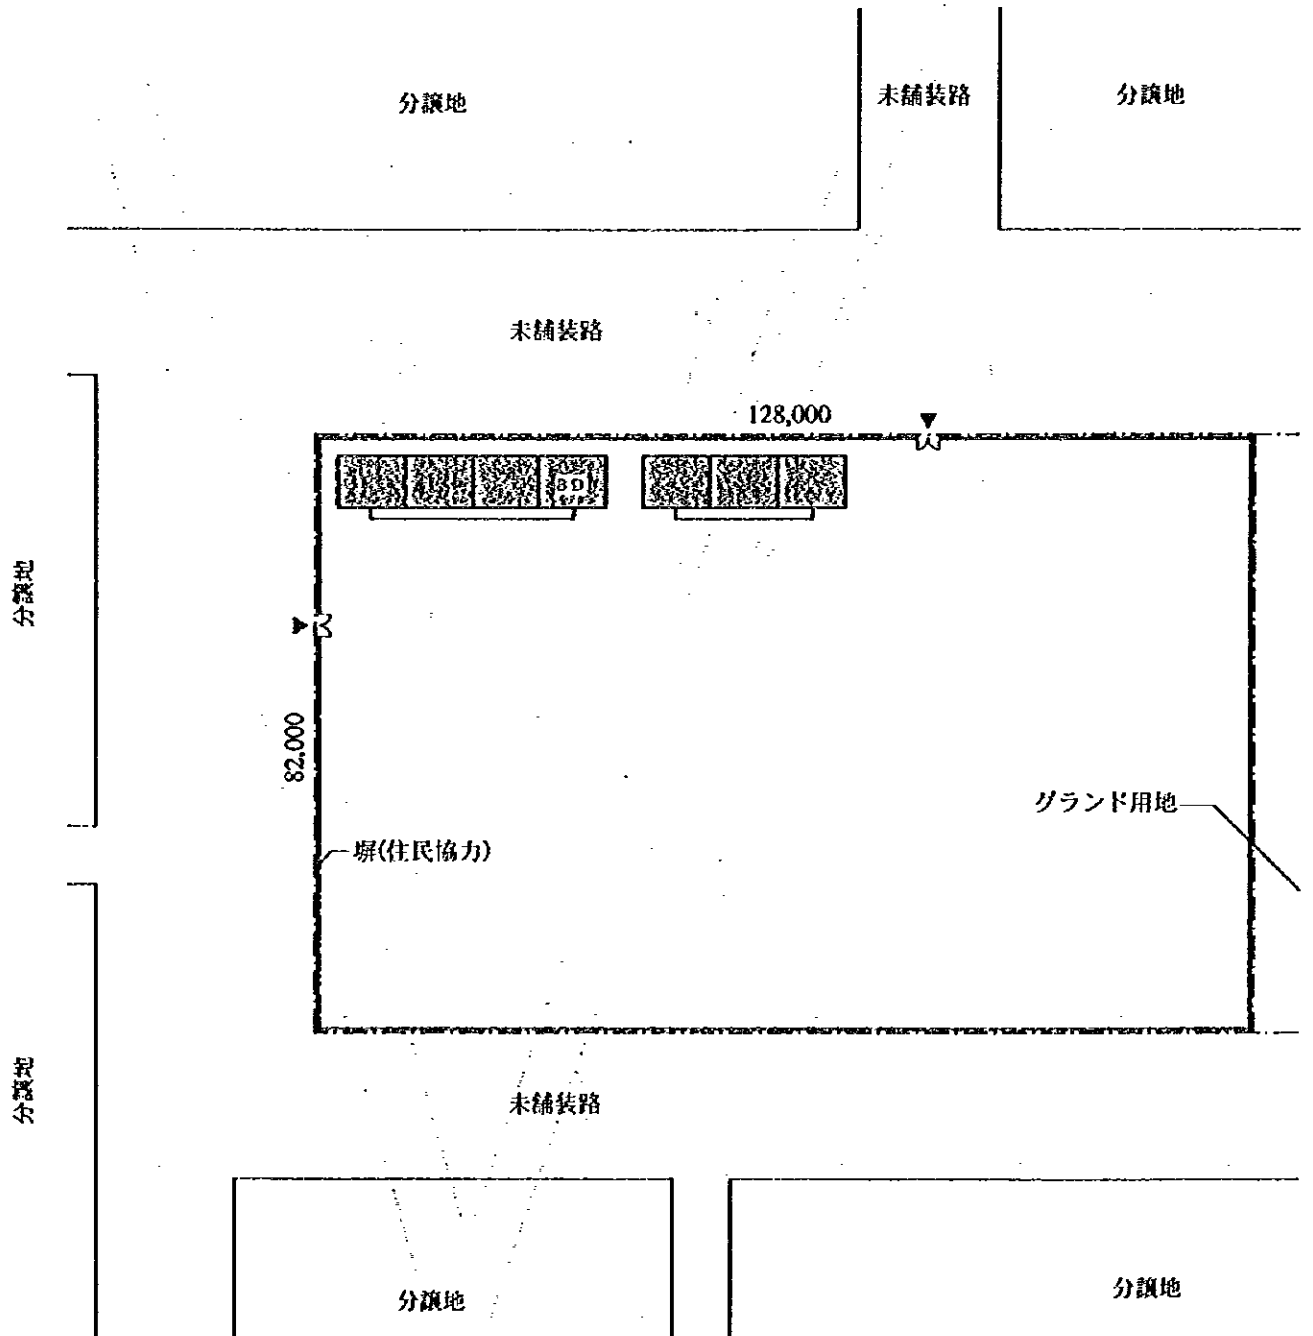 分譲地
未舗装路
分譲地
未舗装路
128,000
分譲地
82,000
グランド用地
塀(住民協力)
分譲地
未舗装路
分譲地
分譲地